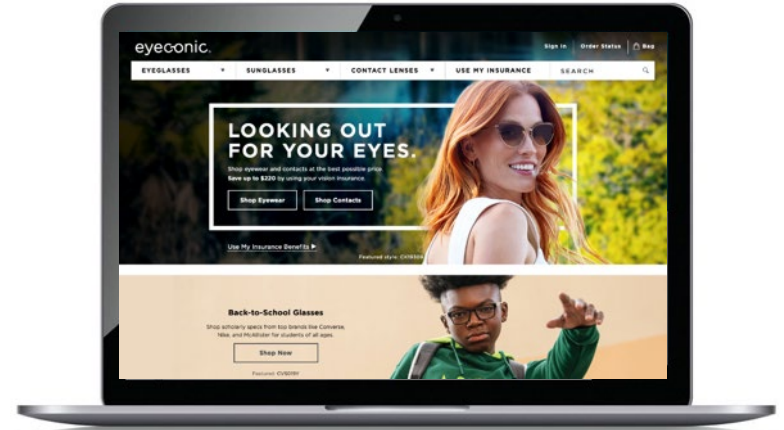 eyeconic.
Sign In Order Status Bag
EYEGLASSES SUNGLASSES CONTACT LENSES USE MY INSURANCE SEARCH
LOOKING OUT
FOR YOUR EYES.
Shop eyewear and contacts at the best possible price.
Save up to $220 by using your vision insurance.
Shop Eyewear Shop Contacts
Use My Insurance Benefits ▶
Featured style:
Back-to-School Glasses
Shop scholarly specs from top brands like Converse,
Nike, and McAllister for students of all ages.
Shop Now
Featured: